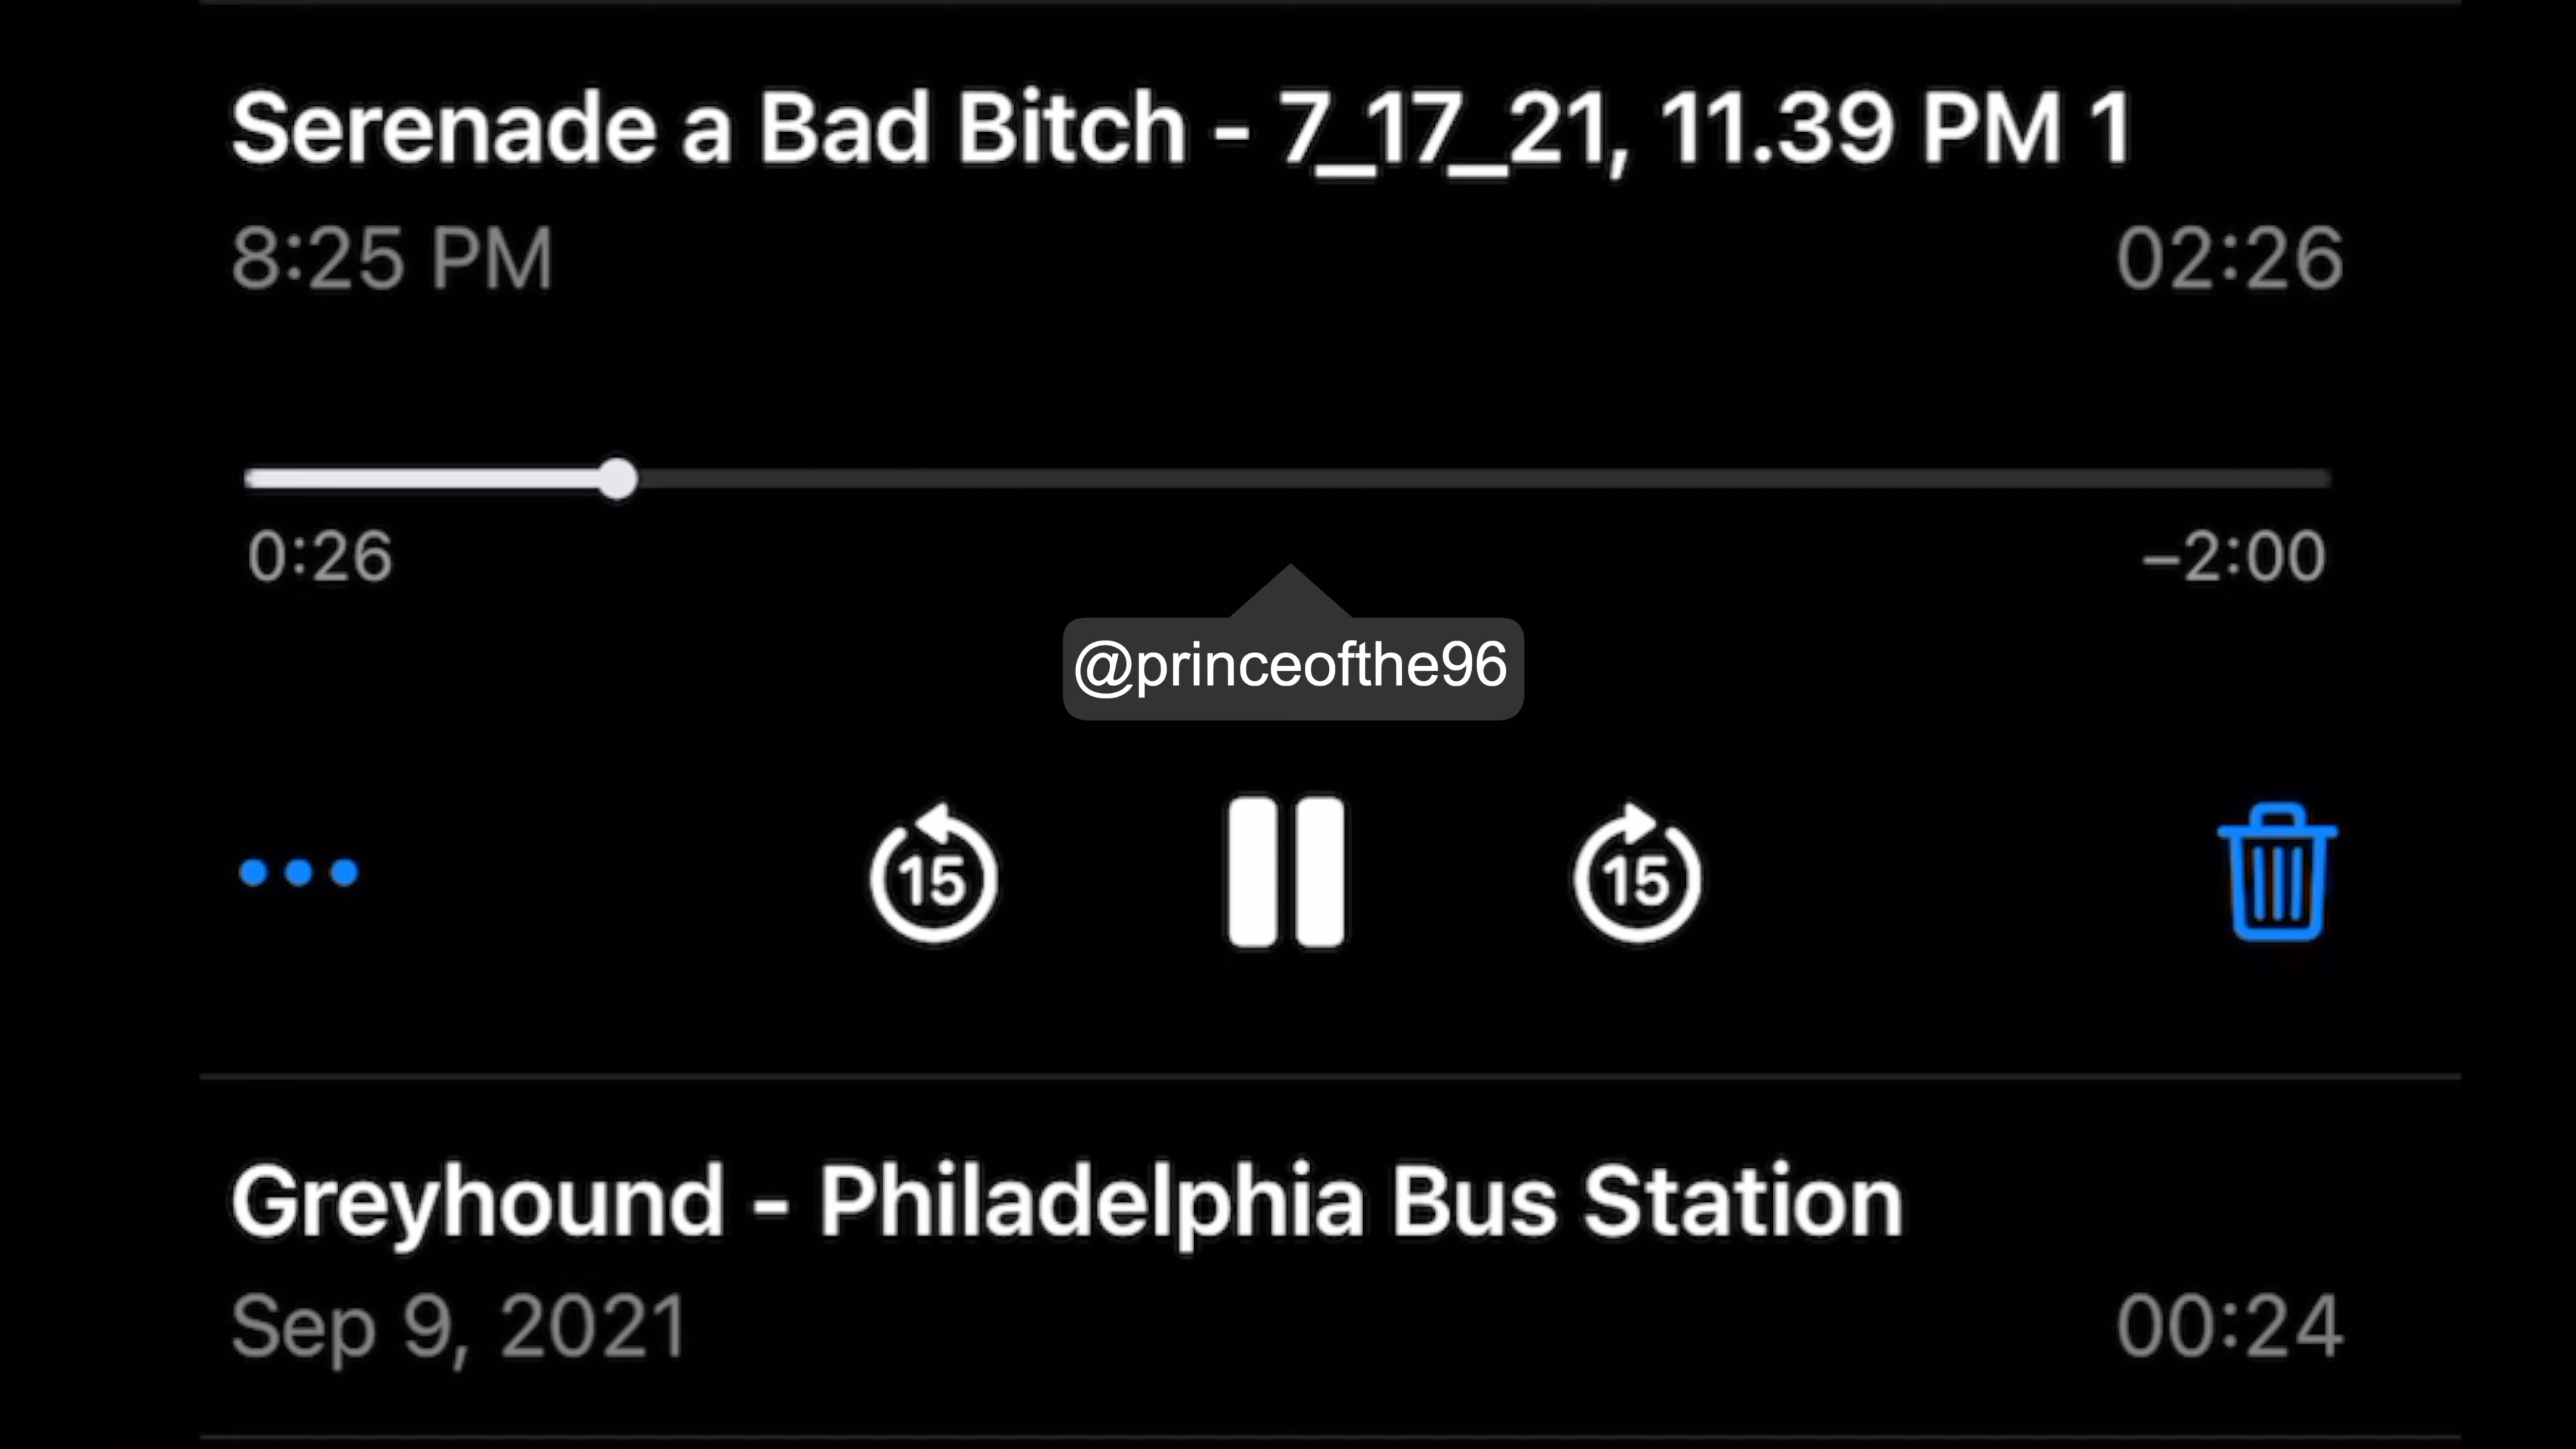 Serenade a Bad Bitch - 7_17_21, 11.39 PM 1
8:25 PM 02:26
0:26 –2:00
@princeofthe96
15 15
Greyhound - Philadelphia Bus Station
Sep 9, 2021 00:24